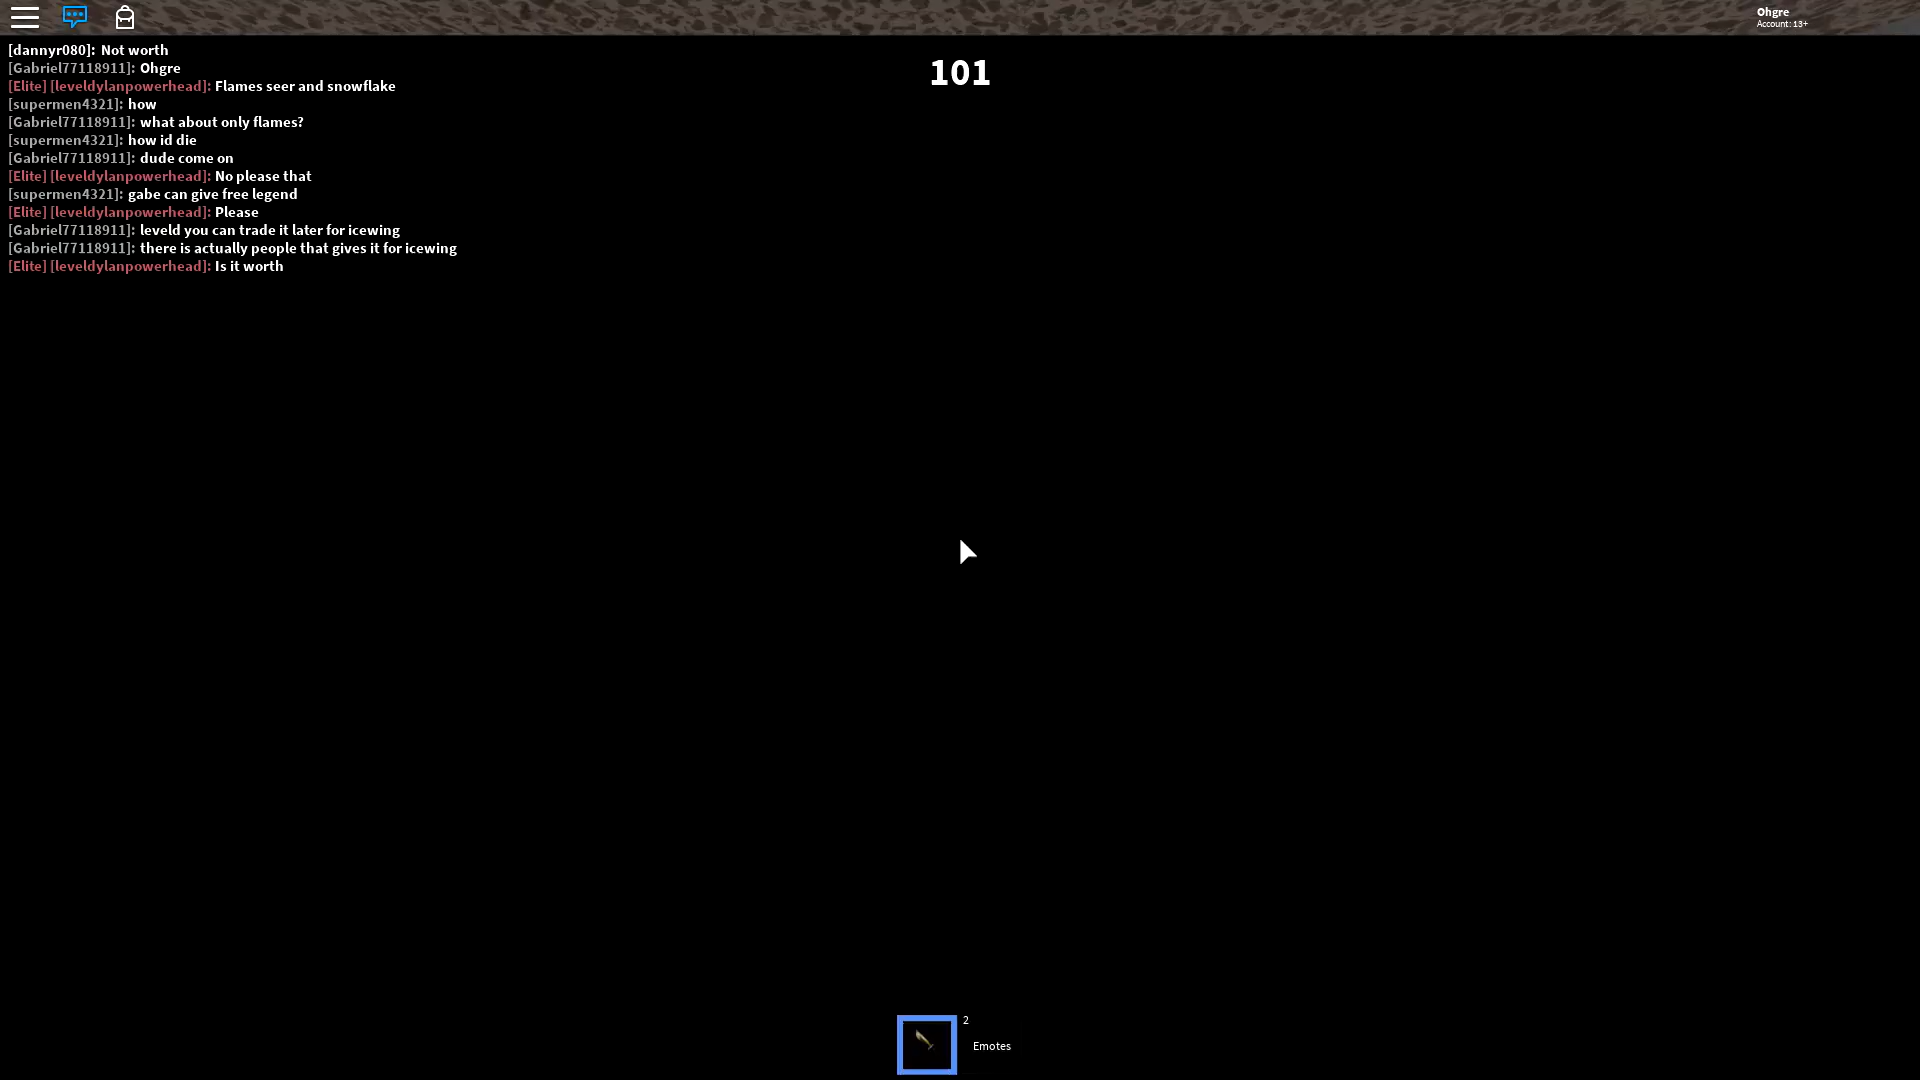 Ohgre
Account: 13+
[dannyr080]: Not worth
101
[Gabriel77118911]: Ohgre
[Elite] [leveldylanpowerhead]: Flames seer and snowflake
[supermen4321]: how
[Gabriel77118911]: what about only flames?
[supermen4321]: how id die
[Gabriel77118911]: dude come on
[Elite] [leveldylanpowerhead]: No please that
[supermen4321]: gabe can give free legend
[Elite] [leveldylanpowerhead]: Please
[Gabriel77118911]: leveld you can trade it later for icewing
[Gabriel77118911]: there is actually people that gives it for icewing
[Elite] [leveldylanpowerhead]: Is it worth
2
Emotes